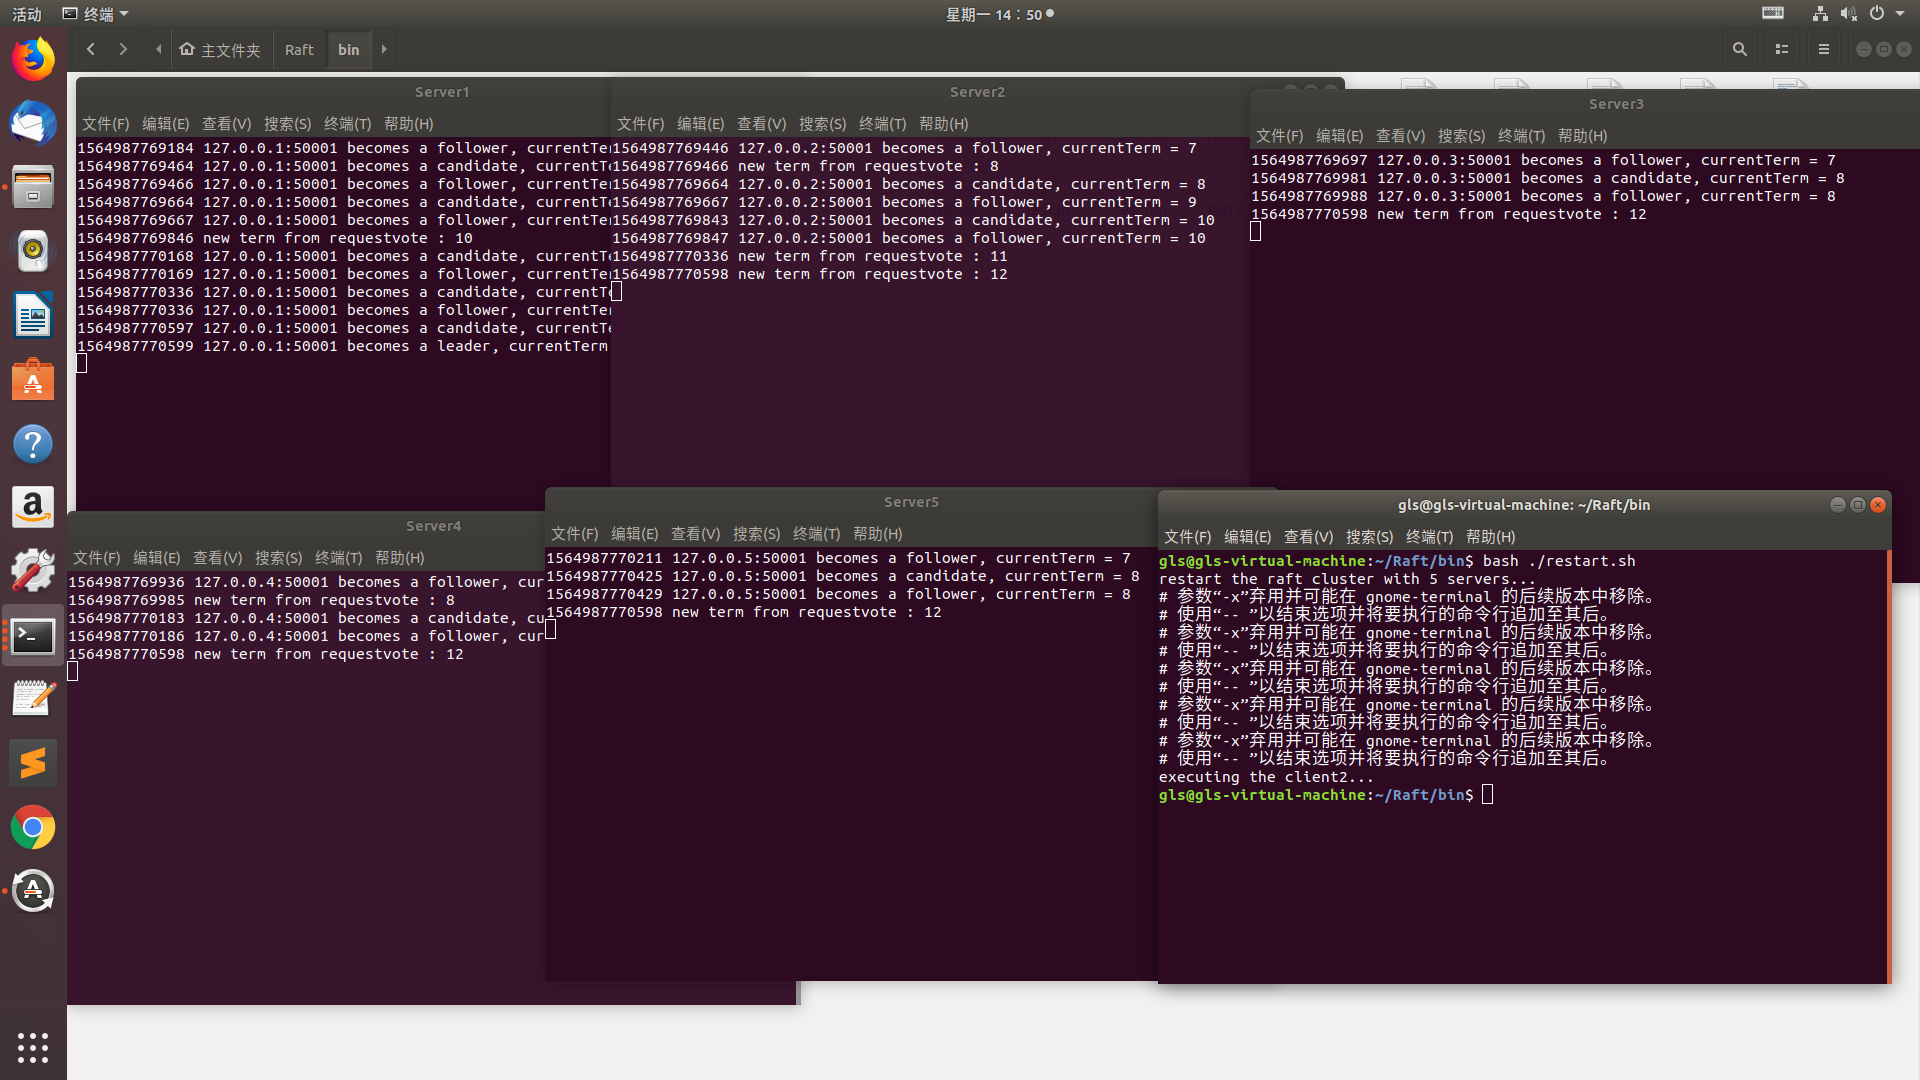 活动 终端 星期一 14：50
主文件夹 Raft bin
Server1
文件(F) 编辑(E) 查看(V) 搜索(S) 终端(T) 帮助(H)
1564987769184 127.0.0.1:50001 becomes a follower,
1564987769464 127.0.0.1:50001 becomes a candidate,
1564987769466 127.0.0.1:50001 becomes a follower,
1564987769664 127.0.0.1:50001 becomes a candidate,
1564987769667 127.0.0.1:50001 becomes a follower,
1564987769846 new term from requestvote : 10
1564987770168 127.0.0.1:50001 becomes a candidate,
1564987770169 127.0.0.1:50001 becomes a follower,
1564987770336 127.0.0.1:50001 becomes a candidate,
1564987770336 127.0.0.1:50001 becomes a follower,
1564987770597 127.0.0.1:50001 becomes a candidate,
1564987770599 127.0.0.1:50001 becomes a leader, currentTerm
Server2
文件(F) 编辑(E) 查看(V) 搜索(S) 终端(T) 帮助(H)
1564987769446 127.0.0.2:50001 becomes a follower, currentTerm = 7
1564987769466 new term from requestvote : 8
1564987769664 127.0.0.2:50001 becomes a candidate, currentTerm = 8
1564987769667 127.0.0.2:50001 becomes a follower, currentTerm = 9
1564987769843 127.0.0.2:50001 becomes a candidate, currentTerm = 10
1564987769847 127.0.0.2:50001 becomes a follower, currentTerm = 10
1564987770336 new term from requestvote : 11
1564987770598 new term from requestvote : 12
Server3
文件(F) 编辑(E) 查看(V) 搜索(S) 终端(T) 帮助(H)
1564987769697 127.0.0.3:50001 becomes a follower, currentTerm = 7
1564987769981 127.0.0.3:50001 becomes a candidate, currentTerm = 8
1564987769988 127.0.0.3:50001 becomes a follower, currentTerm = 8
1564987770598 new term from requestvote : 12
Server4
文件(F) 编辑(E) 查看(V) 搜索(S) 终端(T) 帮助(H)
1564987769936 127.0.0.4:50001 becomes a follower, cur
1564987769985 new term from requestvote : 8
1564987770183 127.0.0.4:50001 becomes a candidate, cu
1564987770186 127.0.0.4:50001 becomes a follower, cur
1564987770598 new term from requestvote : 12
Server5
文件(F) 编辑(E) 查看(V) 搜索(S) 终端(T) 帮助(H)
1564987770211 127.0.0.5:50001 becomes a follower, currentTerm = 7
1564987770425 127.0.0.5:50001 becomes a candidate, currentTerm = 8
1564987770429 127.0.0.5:50001 becomes a follower, currentTerm = 8
1564987770598 new term from requestvote : 12
gls@gls-virtual-machine: ~/Raft/bin
文件(F) 编辑(E) 查看(V) 搜索(S) 终端(T) 帮助(H)
gls@gls-virtual-machine:~/Raft/bin$ bash ./restart.sh
restart the raft cluster with 5 servers...
# 参数“-x”弃用并可能在 gnome-terminal 的后续版本中移除。
# 使用“-- ”以结束选项并将要执行的命令行追加至其后。
# 参数“-x”弃用并可能在 gnome-terminal 的后续版本中移除。
# 使用“-- ”以结束选项并将要执行的命令行追加至其后。
# 参数“-x”弃用并可能在 gnome-terminal 的后续版本中移除。
# 使用“-- ”以结束选项并将要执行的命令行追加至其后。
# 参数“-x”弃用并可能在 gnome-terminal 的后续版本中移除。
# 使用“-- ”以结束选项并将要执行的命令行追加至其后。
# 参数“-x”弃用并可能在 gnome-terminal 的后续版本中移除。
# 使用“-- ”以结束选项并将要执行的命令行追加至其后。
executing the client2...
gls@gls-virtual-machine:~/Raft/bin$